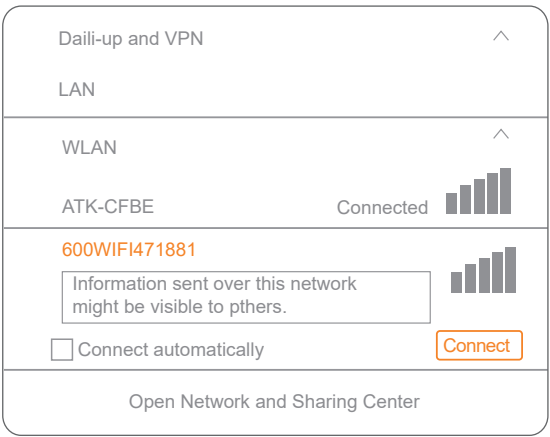 Daili-up and VPN
LAN
WLAN
ATK-CFBE Connected
600WIFI471881
Information sent over this network
might be visible to pthers.
Connect automatically
Connect
Open Network and Sharing Center